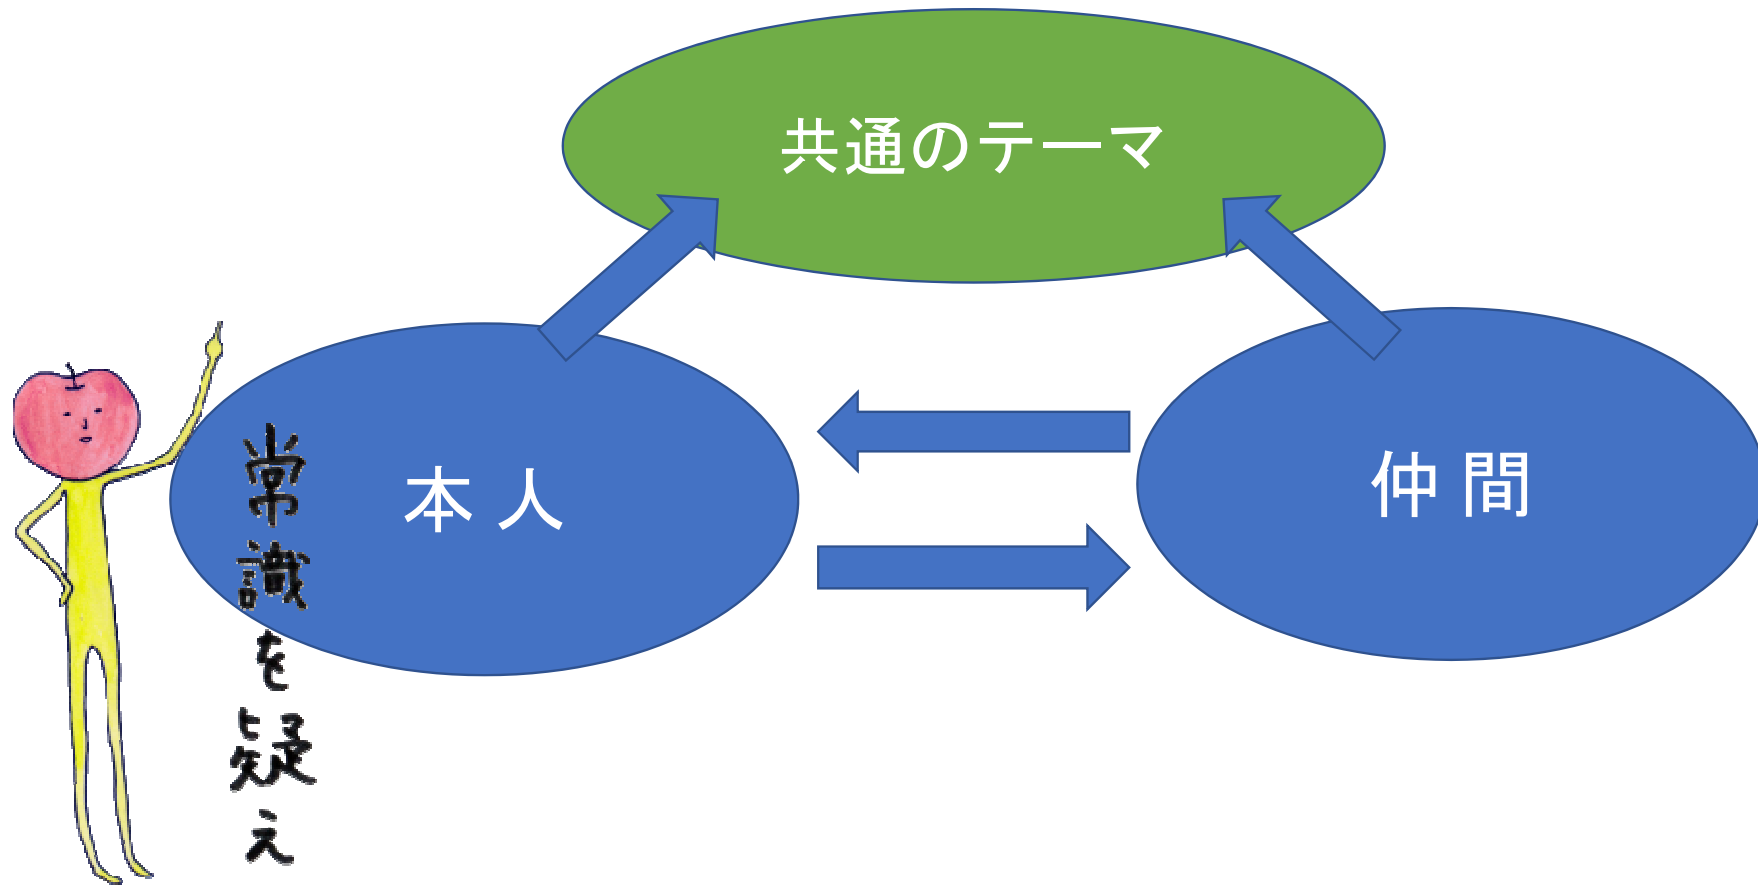 共通のテーマ
本人
仲間
常識を疑え